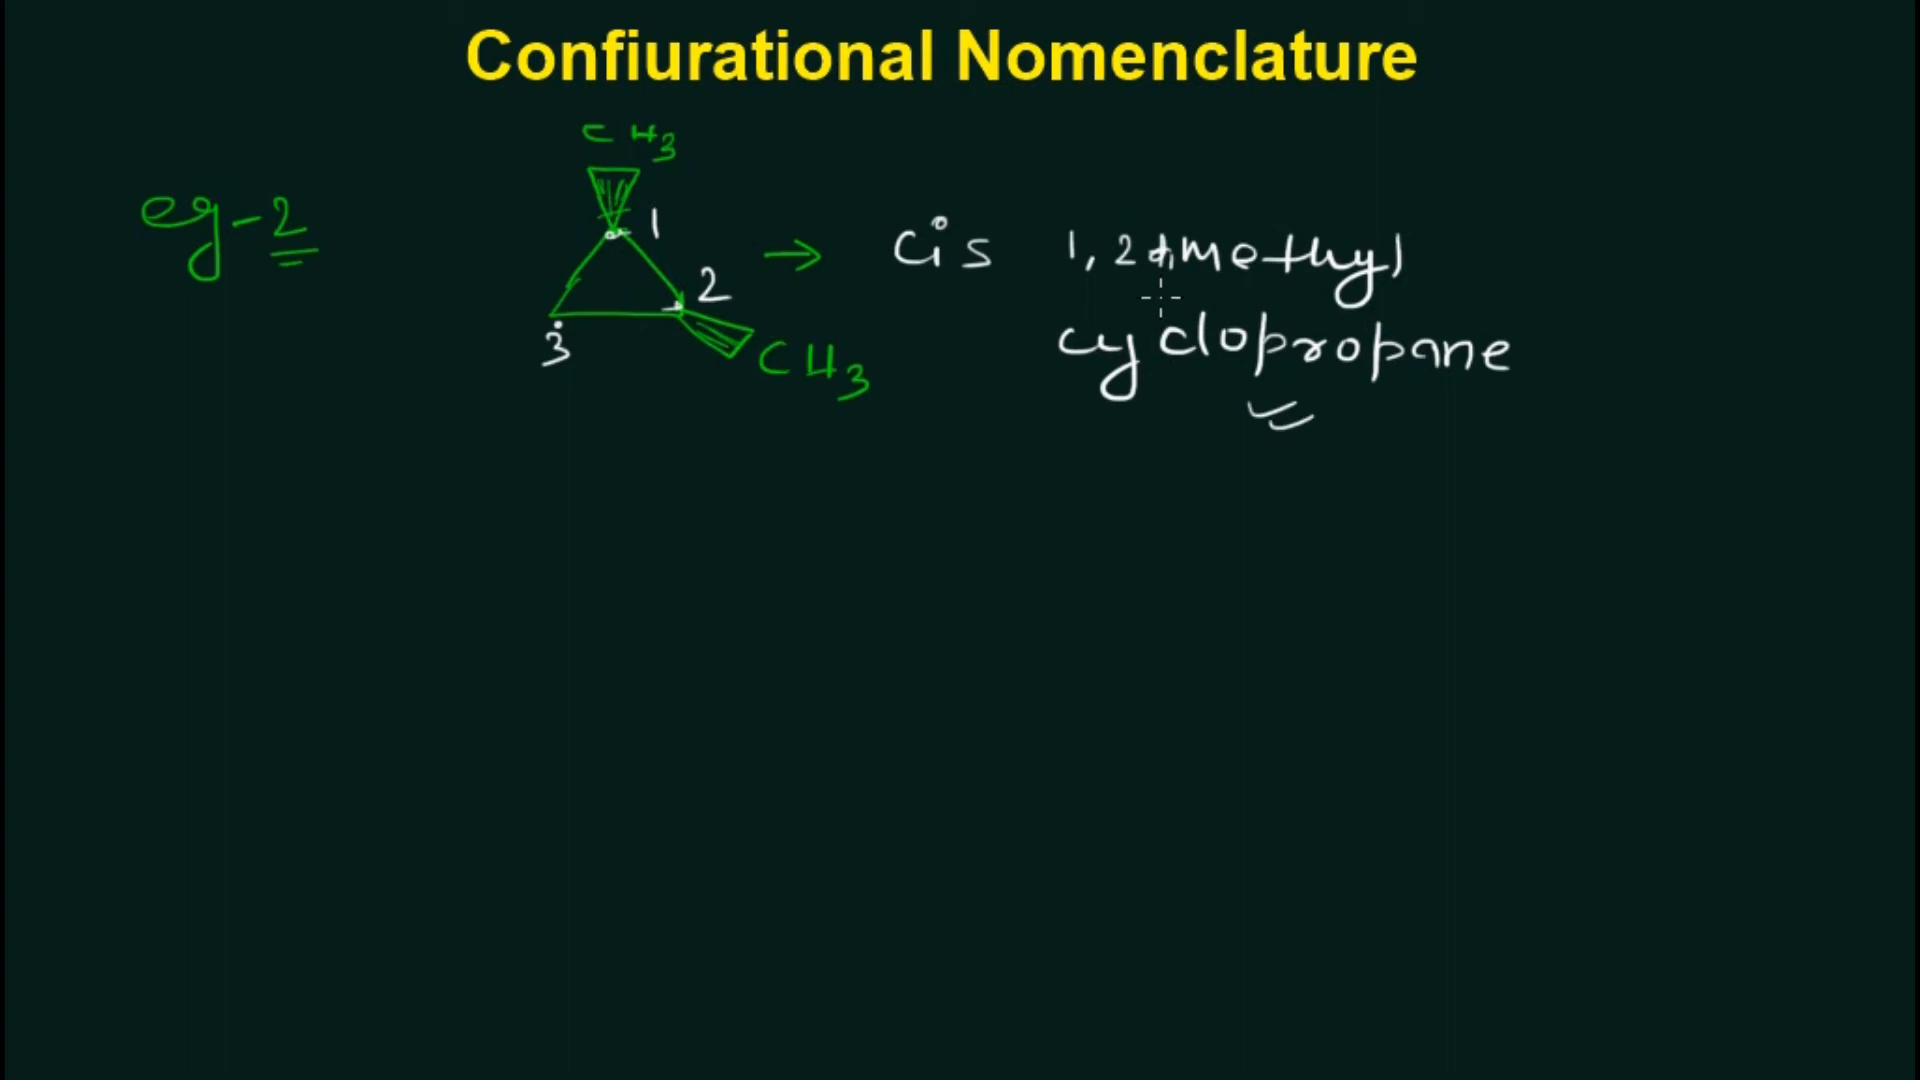 Confiurational Nomenclature
CH3
eg-2
1
2
3
CH3
→ Cis 1,2 dimethyl
cyclopropane